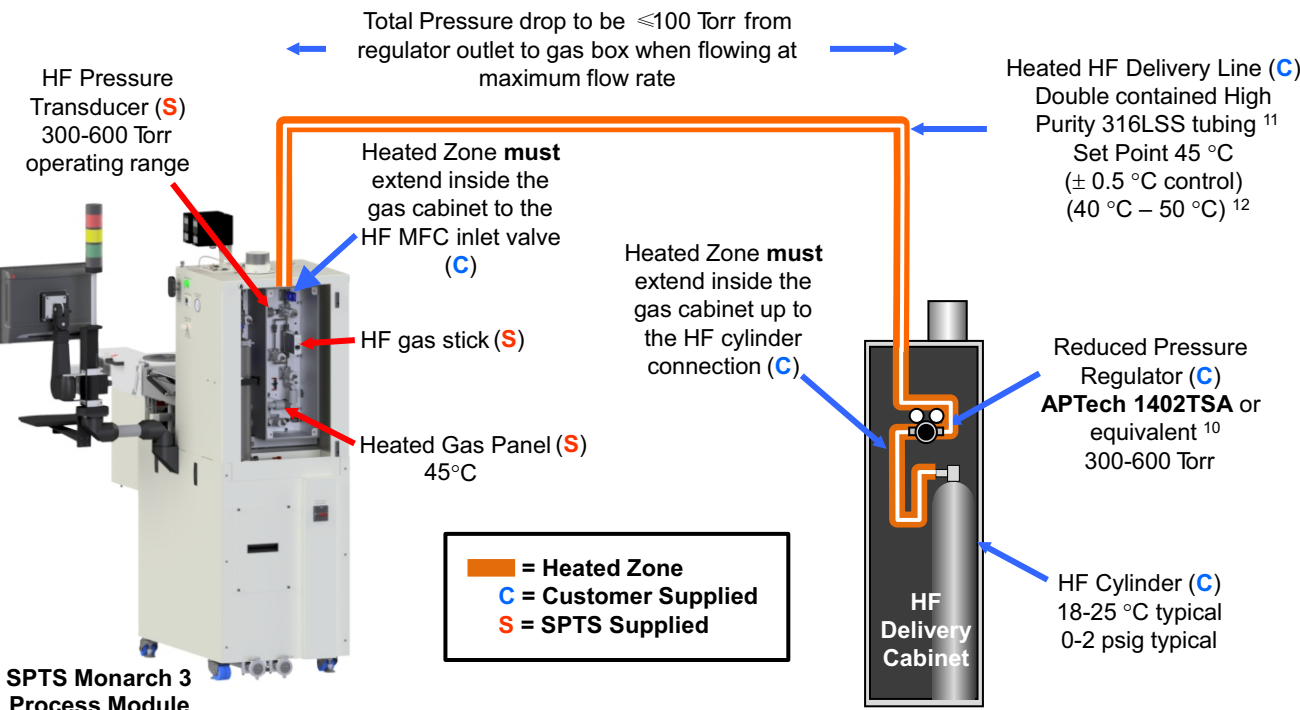 Total Pressure drop to be ⩽100 Torr from
regulator outlet to gas box when flowing at
maximum flow rate
HF Pressure
Transducer (S)
300-600 Torr
operating range
Heated Zone must
extend inside the
gas cabinet to the
HF MFC inlet valve
(C)
HF gas stick (S)
Heated Gas Panel (S)
45°C
Heated HF Delivery Line (C)
Double contained High
Purity 316LSS tubing 11
Set Point 45 °C
(± 0.5 °C control)
(40 °C – 50 °C) 12
Heated Zone must
extend inside the
gas cabinet up to
the HF cylinder
connection (C)
Reduced Pressure
Regulator (C)
APTech 1402TSA or
equivalent 10
300-600 Torr
= Heated Zone
C = Customer Supplied
S = SPTS Supplied
HF
Delivery
Cabinet
HF Cylinder (C)
18-25 °C typical
0-2 psig typical
SPTS Monarch 3
Process Module